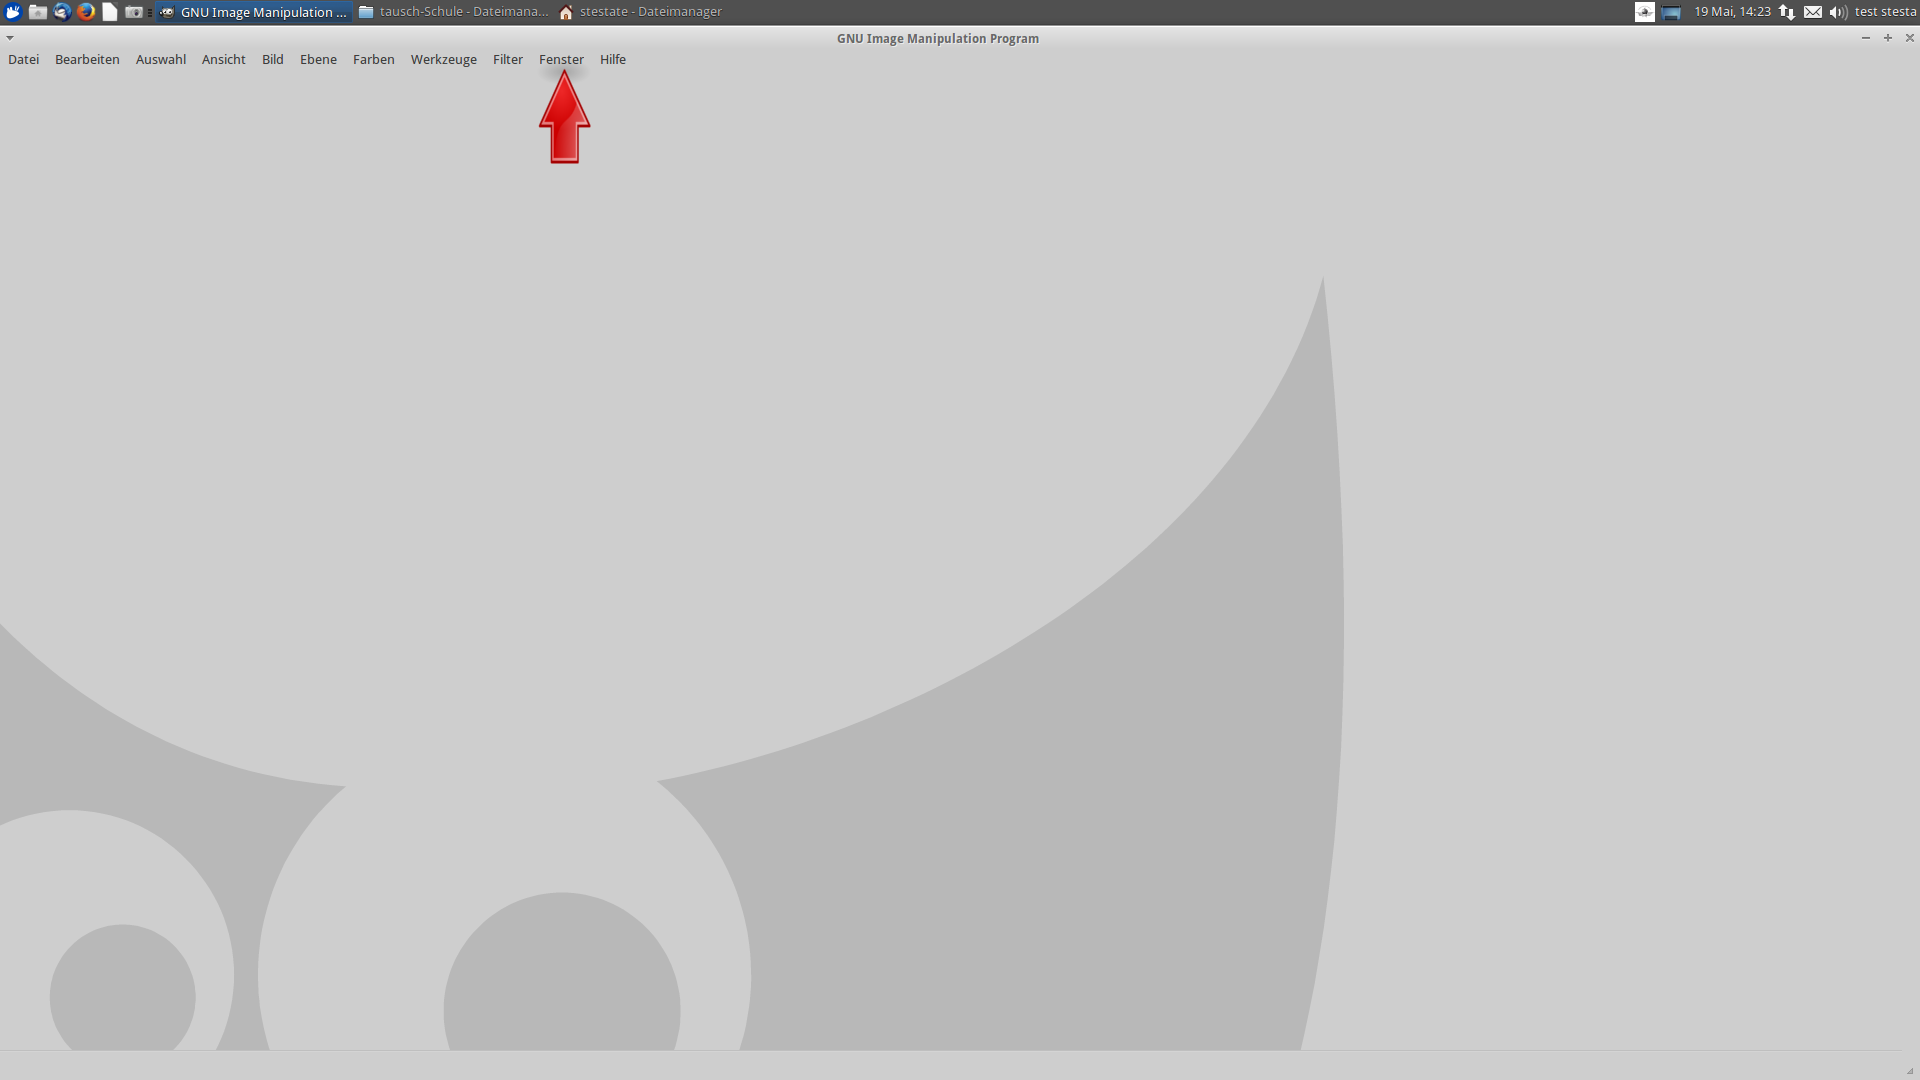 GNU Image Manipulation ... tausch-Schule - Dateimana... stestate - Dateimanager 19 Mai, 14:23 test stesta
GNU Image Manipulation Program
Datei Bearbeiten Auswahl Ansicht Bild Ebene Farben Werkzeuge Filter Fenster Hilfe